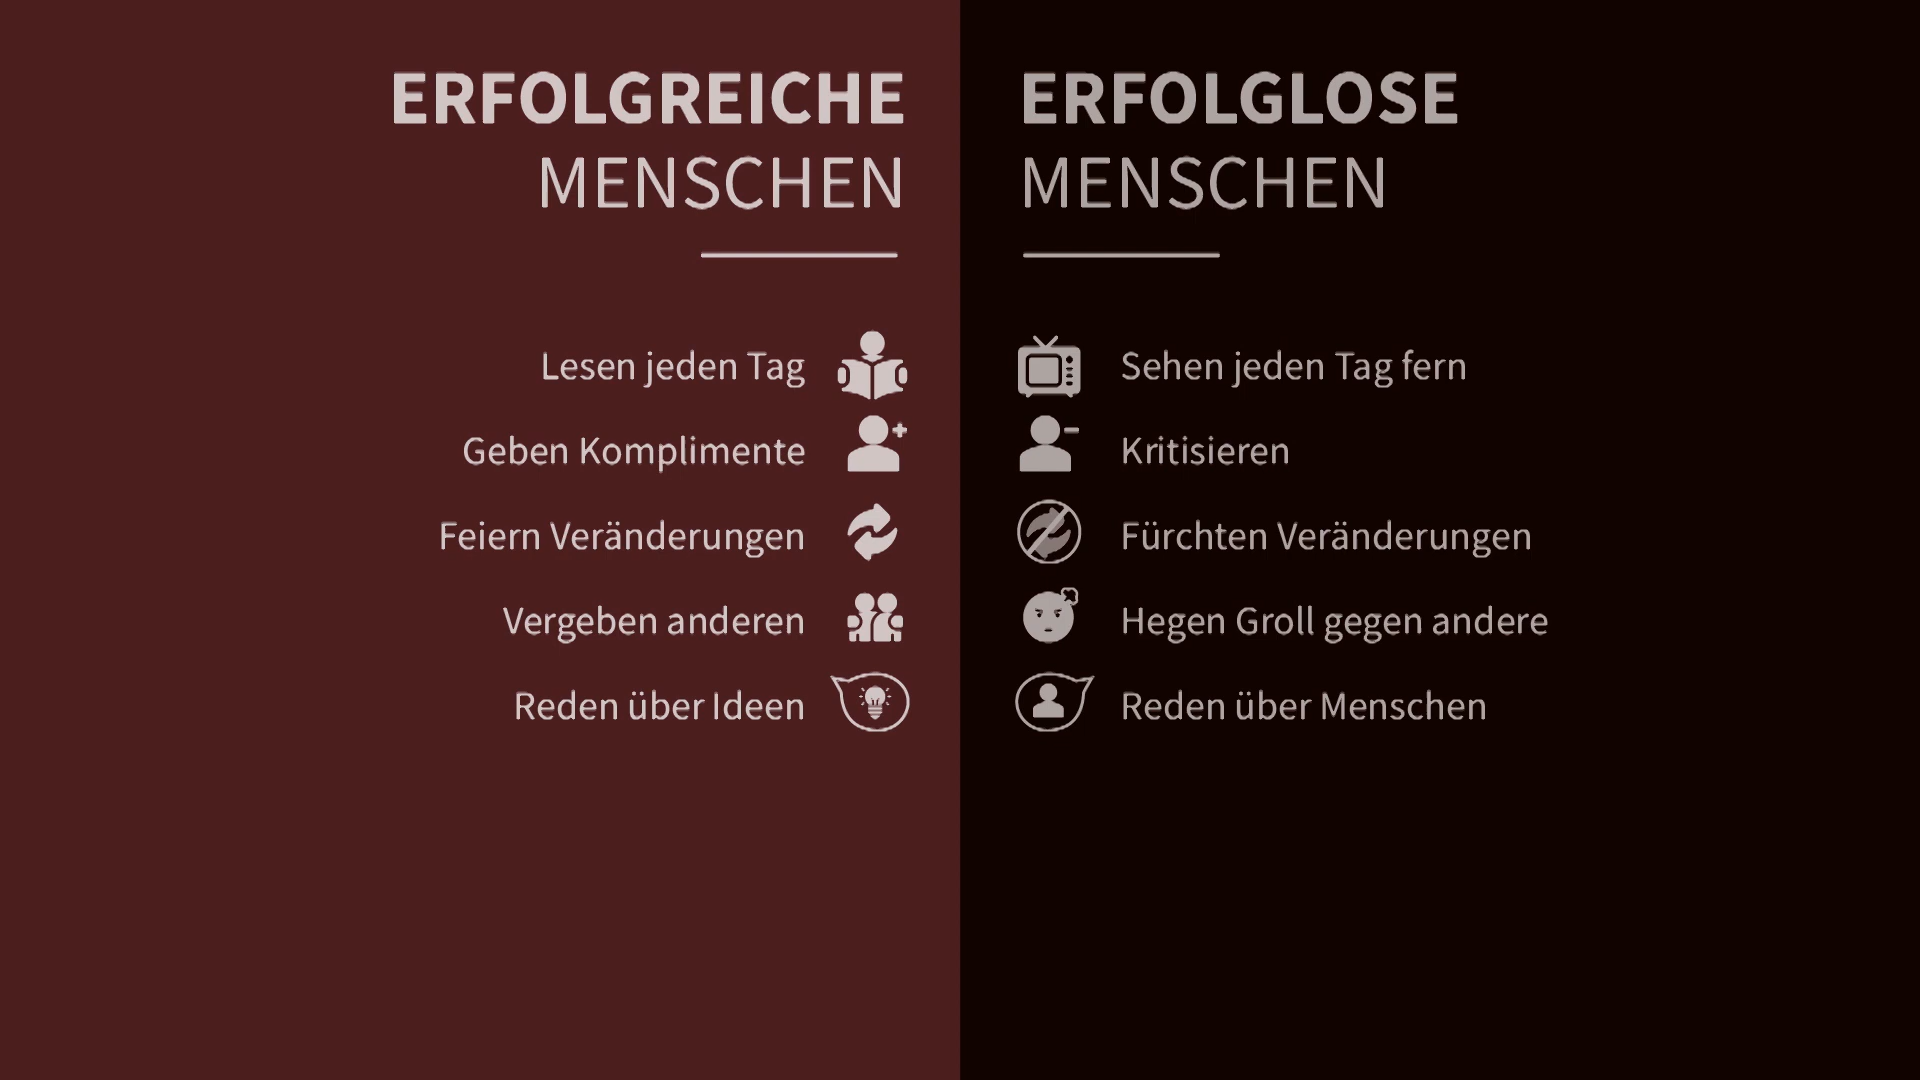 ERFOLGREICHE
MENSCHEN
Lesen jeden Tag
Geben Komplimente
Feiern Veränderungen
Vergeben anderen
Reden über Ideen
ERFOLGLOSE
MENSCHEN
Sehen jeden Tag fern
Kritisieren
Fürchten Veränderungen
Hegen Groll gegen andere
Reden über Menschen